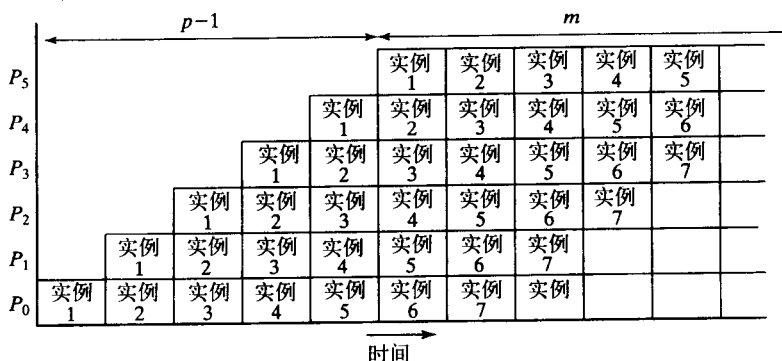 p−1 m
实例 实例 实例 实例 实例
P₅ 1 2 3 4 5
实例 实例 实例 实例 实例 实例
P₄ 1 2 3 4 5 6
实例 实例 实例 实例 实例 实例 实例
P₃ 1 2 3 4 5 6 7
实例 实例 实例 实例 实例 实例 实例
P₂ 1 2 3 4 5 6 7
实例 实例 实例 实例 实例 实例 实例
P₁ 1 2 3 4 5 6 7
实例 实例 实例 实例 实例 实例 实例 实例
P₀ 1 2 3 4 5 6 7
时间